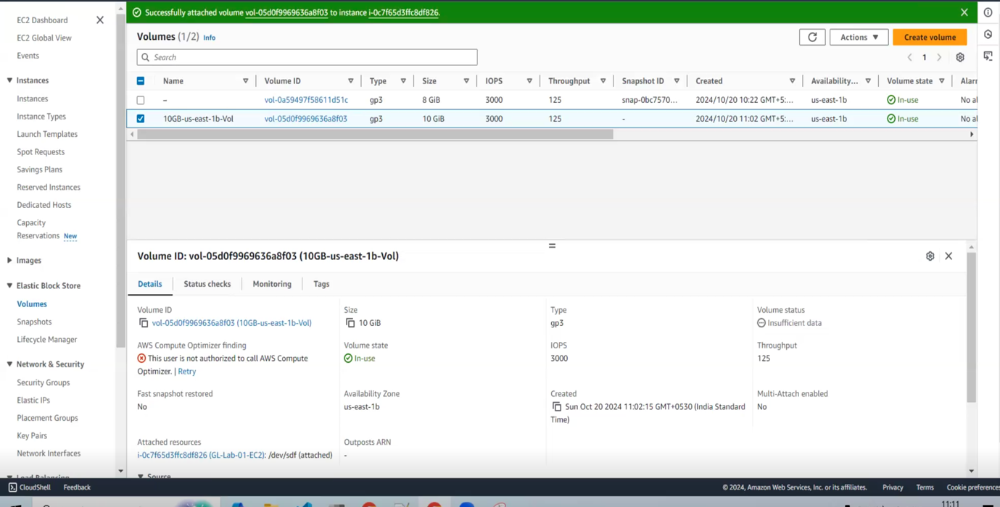 EC2 Dashboard
EC2 Global View
Events
Instances
Instances
Instance Types
Launch Templates
Spot Requests
Savings Plans
Reserved Instances
Dedicated Hosts
Capacity
Reservations New
Images
Elastic Block Store
Volumes
Snapshots
Lifecycle Manager
Network & Security
Security Groups
Elastic IPs
Placement Groups
Key Pairs
Network Interfaces
Load Balancing
Successfully attached volume vol-05d0f9969636a8f03 to instance i-0c7f65d3ffc8df826.
Volumes (1/2) Info
Actions
Create volume
Search
1
Name Volume ID Type Size IOPS Throughput Snapshot ID Created Availability... Volume state Alarr
– vol-0a59497f58611d51c gp3 8 GiB 3000 125 snap-0bc7570... 2024/10/20 10:22 GMT+5:... us-east-1b In-use No al
10GB-us-east-1b-Vol vol-05d0f9969636a8f03 gp3 10 GiB 3000 125 - 2024/10/20 11:02 GMT+5:... us-east-1b In-use No al
Volume ID: vol-05d0f9969636a8f03 (10GB-us-east-1b-Vol)
Details Status checks Monitoring Tags
Volume ID
vol-05d0f9969636a8f03 (10GB-us-east-1b-Vol)
Size
10 GiB
Type
gp3
Volume status
Insufficient data
AWS Compute Optimizer finding
This user is not authorized to call AWS Compute
Optimizer. | Retry
Volume state
In-use
IOPS
3000
Throughput
125
Fast snapshot restored
No
Availability Zone
us-east-1b
Created
Sun Oct 20 2024 11:02:15 GMT+0530 (India Standard
Time)
Multi-Attach enabled
No
Attached resources
i-0c7f65d3ffc8df826 (GL-Lab-01-EC2): /dev/sdf (attached)
Outposts ARN
-
Source
CloudShell Feedback
© 2024, Amazon Web Services, Inc. or its affiliates. Privacy Terms Cookie preferences
11:11